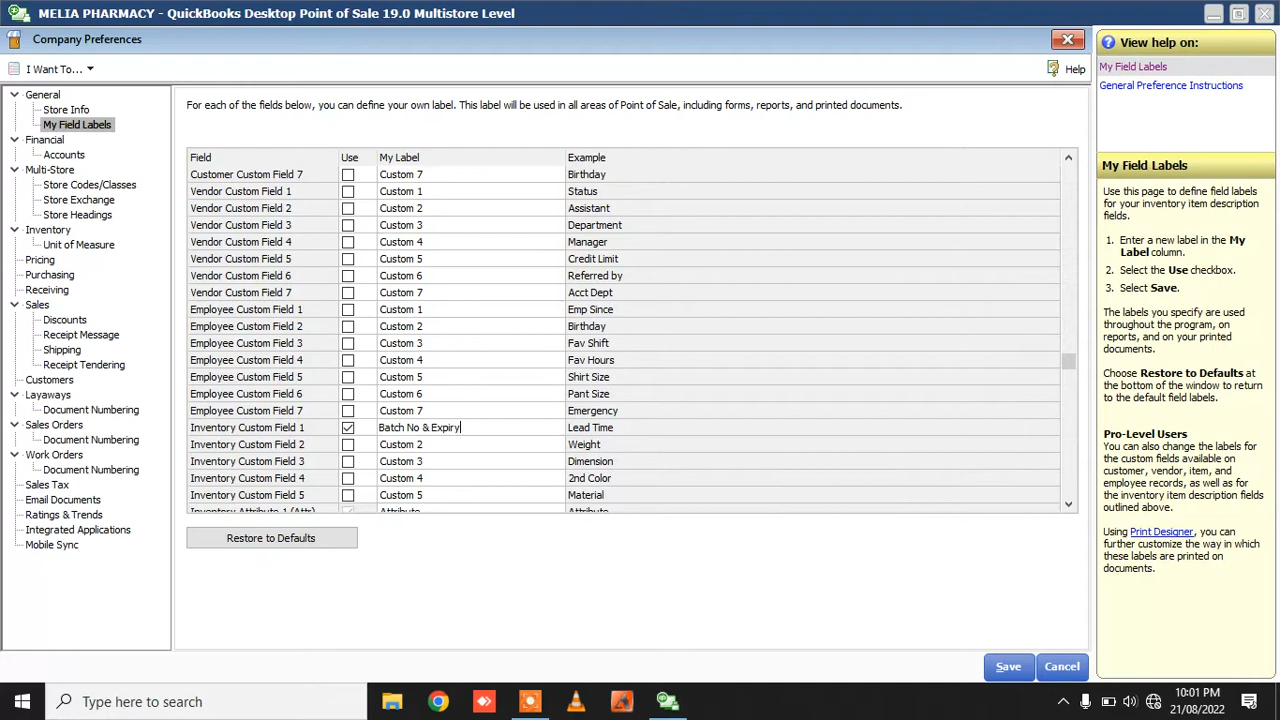 MELIA PHARMACY - QuickBooks Desktop Point of Sale 19.0 Multistore Level
Company Preferences
I Want To...
Help
General
Store Info
My Field Labels
Financial
Accounts
Multi-Store
Store Codes/Classes
Store Exchange
Store Headings
Inventory
Unit of Measure
Pricing
Purchasing
Receiving
Sales
Discounts
Receipt Message
Shipping
Receipt Tendering
Customers
Layaways
Document Numbering
Sales Orders
Document Numbering
Work Orders
Document Numbering
Sales Tax
Email Documents
Ratings & Trends
Integrated Applications
Mobile Sync
For each of the fields below, you can define your own label. This label will be used in all areas of Point of Sale, including forms, reports, and printed documents.
Field Use My Label Example
Customer Custom Field 7 Custom 7 Birthday
Vendor Custom Field 1 Custom 1 Status
Vendor Custom Field 2 Custom 2 Assistant
Vendor Custom Field 3 Custom 3 Department
Vendor Custom Field 4 Custom 4 Manager
Vendor Custom Field 5 Custom 5 Credit Limit
Vendor Custom Field 6 Custom 6 Referred by
Vendor Custom Field 7 Custom 7 Acct Dept
Employee Custom Field 1 Custom 1 Emp Since
Employee Custom Field 2 Custom 2 Birthday
Employee Custom Field 3 Custom 3 Fav Shift
Employee Custom Field 4 Custom 4 Fav Hours
Employee Custom Field 5 Custom 5 Shirt Size
Employee Custom Field 6 Custom 6 Pant Size
Employee Custom Field 7 Custom 7 Emergency
Inventory Custom Field 1 Batch No & Expiry Lead Time
Inventory Custom Field 2 Custom 2 Weight
Inventory Custom Field 3 Custom 3 Dimension
Inventory Custom Field 4 Custom 4 2nd Color
Inventory Custom Field 5 Custom 5 Material
Inventory Attribute 1 (Attr) Attribute Attribute
Restore to Defaults
Save Cancel
View help on:
My Field Labels
General Preference Instructions
My Field Labels
Use this page to define field labels
for your inventory item description
fields.
1. Enter a new label in the My
Label column.
2. Select the Use checkbox.
3. Select Save.
The labels you specify are used
throughout the program, on
reports, and on your printed
documents.
Choose Restore to Defaults at
the bottom of the window to return
to the default field labels.
Pro-Level Users
You can also change the labels for
the custom fields available on
customer, vendor, item, and
employee records, as well as for
the inventory item description fields
outlined above.
Using Print Designer, you can
further customize the way in which
these labels are printed on
documents.
Type here to search
10:01 PM
21/08/2022